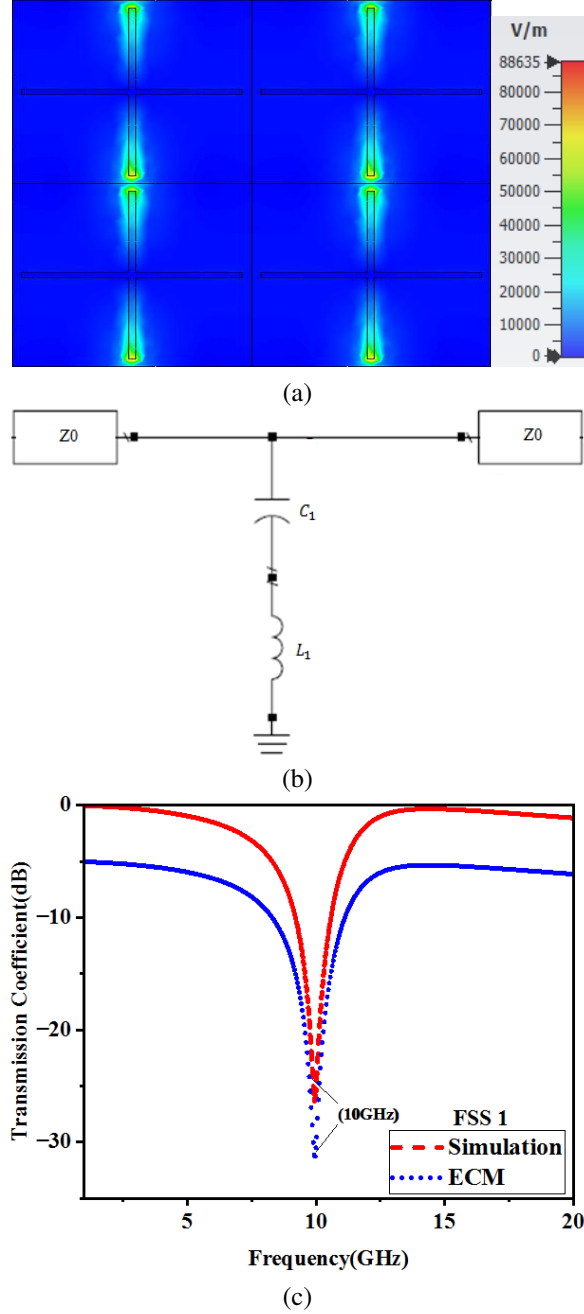 V/m
88635
80000
70000
60000
50000
40000
30000
20000
10000
0
(a)
Z0
Z0
C1
L1
(b)
0
−10
−20
−30
Transmission Coefficient(dB)
(10GHz)
FSS 1
Simulation
ECM
5
10
15
20
Frequency(GHz)
(c)